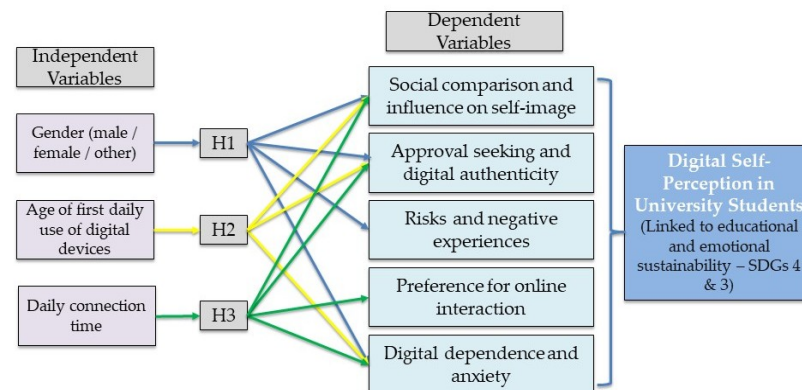 Independent
Variables
Gender (male /
female / other)
Age of first daily
use of digital
devices
Daily connection
time
H1
H2
H3
Dependent
Variables
Social comparison and
influence on self-image
Approval seeking and
digital authenticity
Risks and negative
experiences
Preference for online
interaction
Digital dependence and
anxiety
Digital Self-
Perception in
University Students
(Linked to educational
and emotional
sustainability – SDGs 4
& 3)